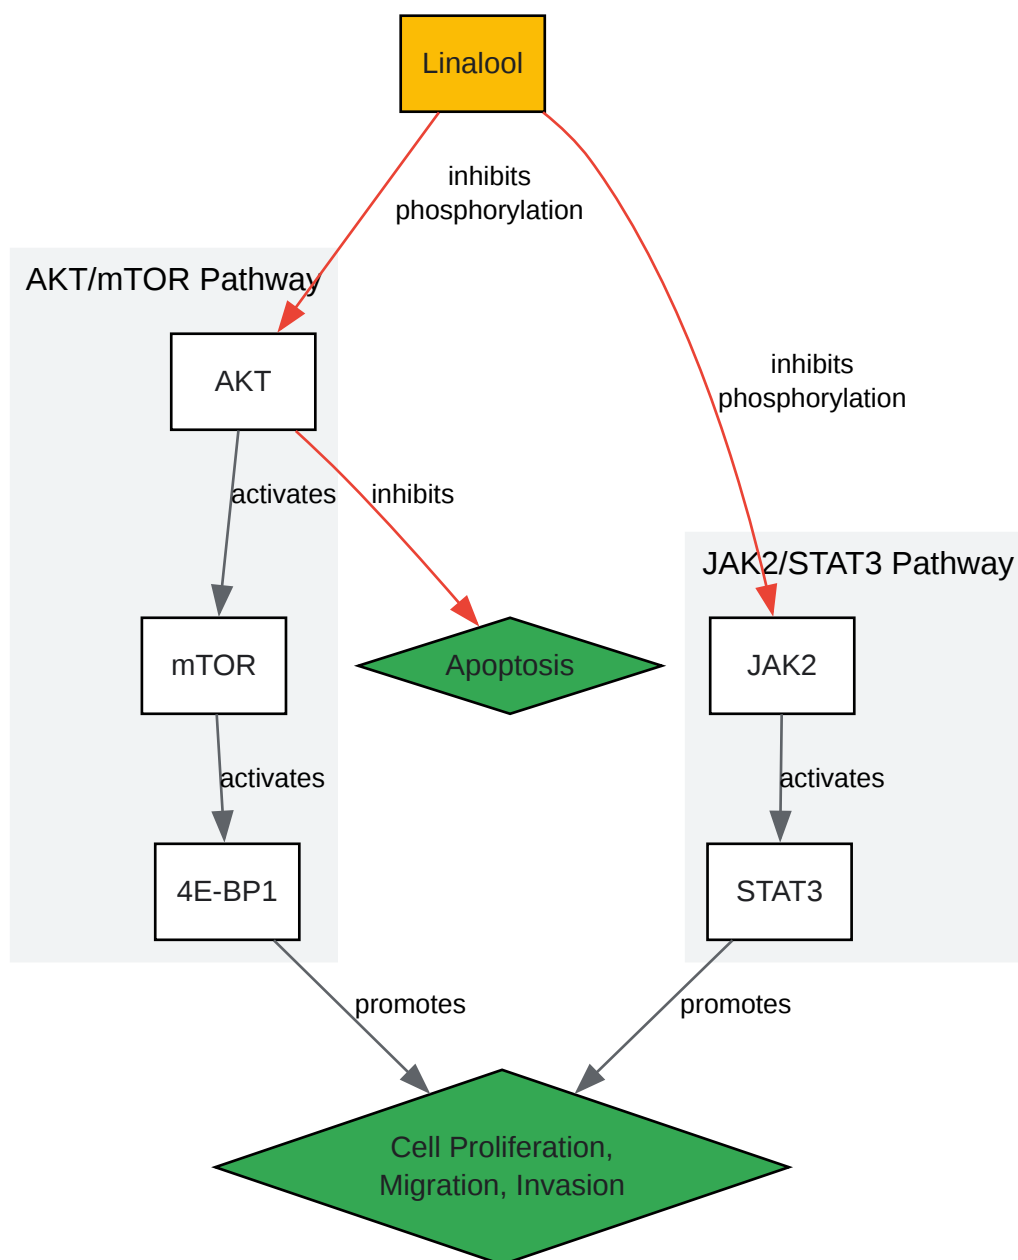 Linalool
inhibits
phosphorylation
AKT/mTOR Pathway
AKT
inhibits
phosphorylation
activates
inhibits
JAK2/STAT3 Pathway
mTOR
Apoptosis
JAK2
activates
activates
4E-BP1
STAT3
promotes
promotes
Cell Proliferation,
Migration, Invasion